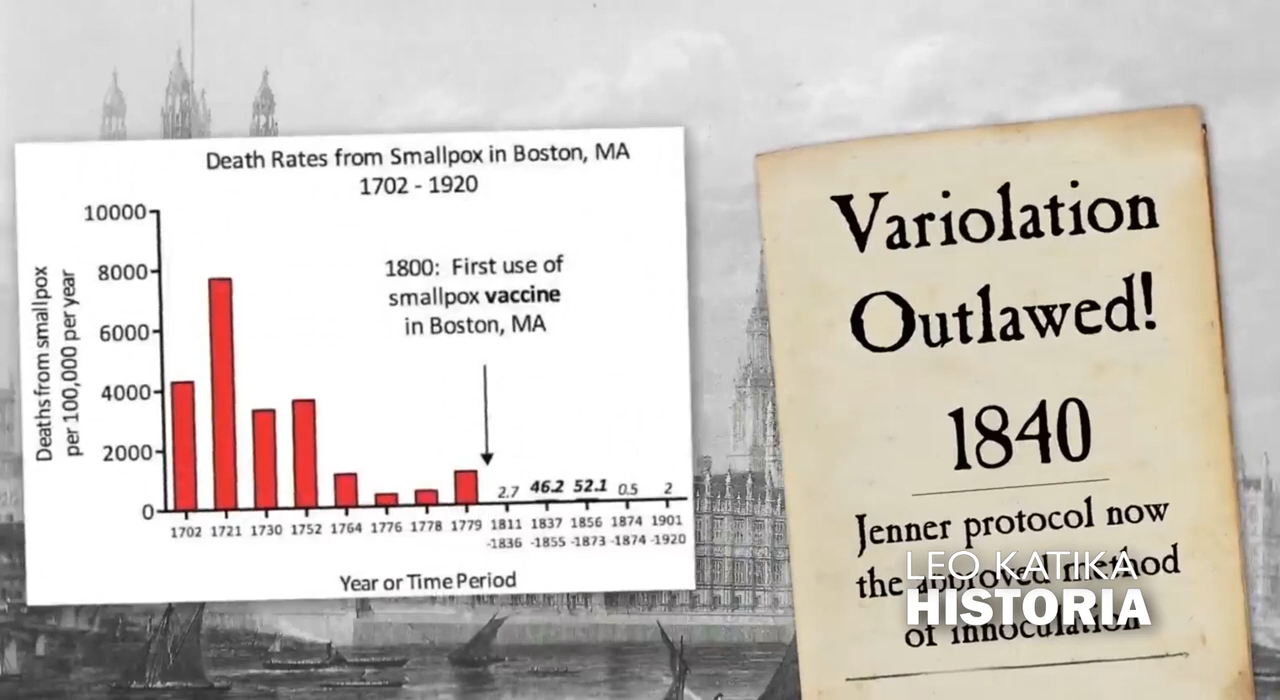 Death Rates from Smallpox in Boston, MA
1702 - 1920
Deaths from smallpox
per 100,000 per year
10000
8000
6000
4000
2000
0
1800: First use of
smallpox vaccine
in Boston, MA
2.7 46.2 52.1 0.5 2
1702 1721 1730 1752 1764 1776 1778 1779 1811 1837 1856 1874 1901
-1836 -1855 -1873 -1874 -1920
Year or Time Period
Variolation
Outlawed!
1840
Jenner protocol now
the approved method
of innoculation
LEO KATIKA
HISTORIA